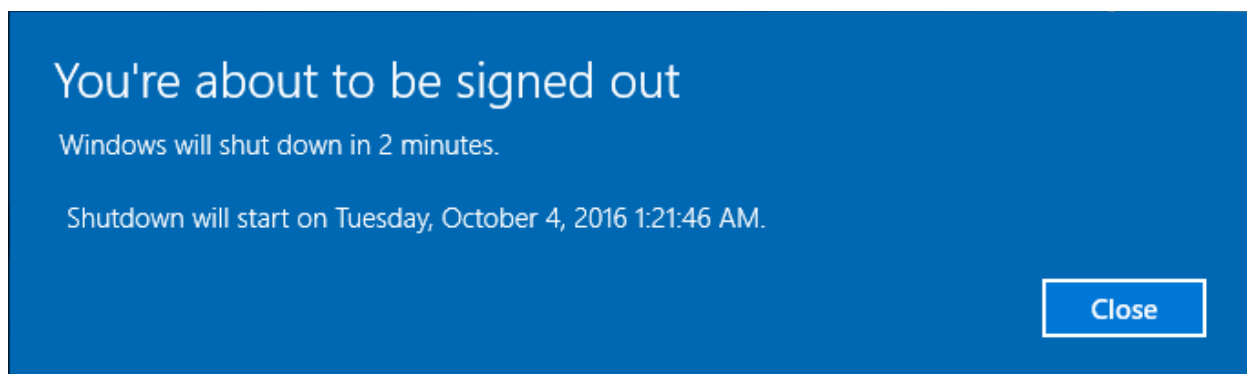 You're about to be signed out
Windows will shut down in 2 minutes.
Shutdown will start on Tuesday, October 4, 2016 1:21:46 AM.
Close